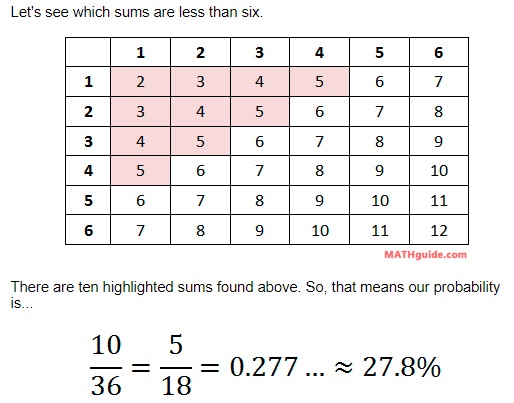 Let's see which sums are less than six.
1 2 3 4 5 6
1 2 3 4 5 6 7
2 3 4 5 6 7 8
3 4 5 6 7 8 9
4 5 6 7 8 9 10
5 6 7 8 9 10 11
6 7 8 9 10 11 12
MATHguide.com
There are ten highlighted sums found above. So, that means our probability
is...
10/36 = 5/18 = 0.277 ... ≈ 27.8%